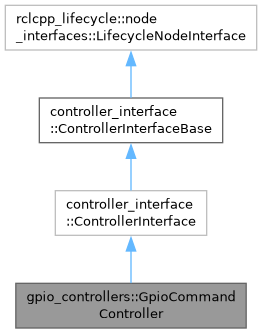 rclcpp_lifecycle::node
_interfaces::LifecycleNodeInterface
controller_interface
::ControllerInterfaceBase
controller_interface
::ControllerInterface
gpio_controllers::GpioCommand
Controller